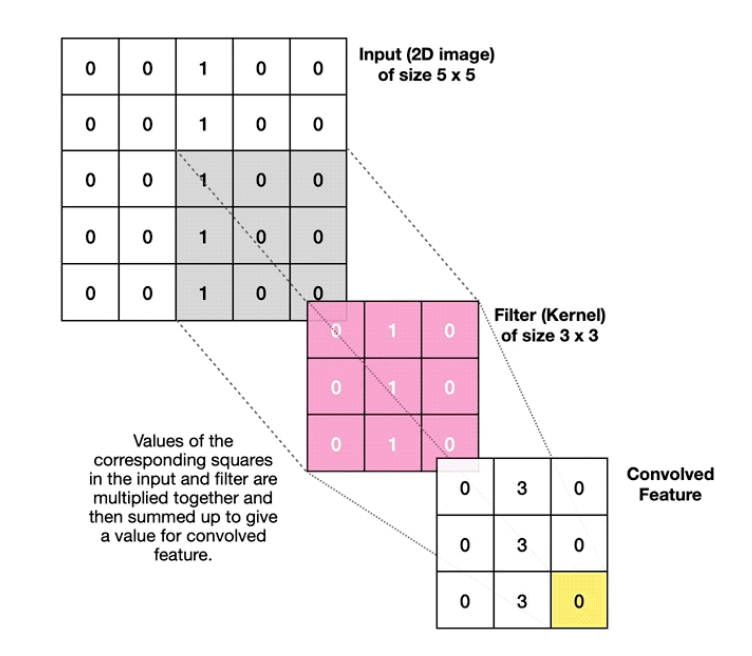 0 0 1 0 0
Input (2D image)
of size 5 x 5
0 0 1 0 0
0 0 1 0 0
0 0 1 0 0
0 0 1 0 0
Filter (Kernel)
of size 3 x 3
0 1 0
0 1 0
0 1 0
Values of the
corresponding squares
in the input and filter are
multiplied together and
then summed up to give
a value for convolved
feature.
Convolved
Feature
0 3 0
0 3 0
0 3 0